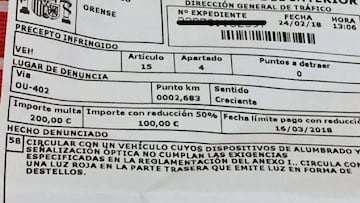 INTERIOR
DIRECCIÓN GENERAL DE TRÁFICO
ORENSE
Nº EXPEDIENTE FECHA HORA
24/02/18 13:06
PRECEPTO INFRINGIDO
VEH! Artículo Apartado Puntos a detraer
15 4 0
LUGAR DE DENUNCIA
Vía Punto km Sentido
OU-402 0002,683 Creciente
Importe multa Importe con reducción 50% Fecha límite pago con reducción
200,00 € 100,00 € 16/03/2018
HECHO DENUNCIADO
5B CIRCULAR CON UN VEHÍCULO CUYOS DISPOSITIVOS DE ALUMBRADO Y
SEÑALIZACIÓN ÓPTICA NO CUMPLAN LAS EXIGENCIAS
ESPECIFICADAS EN LA REGLAMENTACIÓN DEL ANEXO I.. CIRCULA CON
UNA LUZ ROJA EN LA PARTE TRASERA QUE EMITE LUZ EN FORMA DE
DESTELLOS.